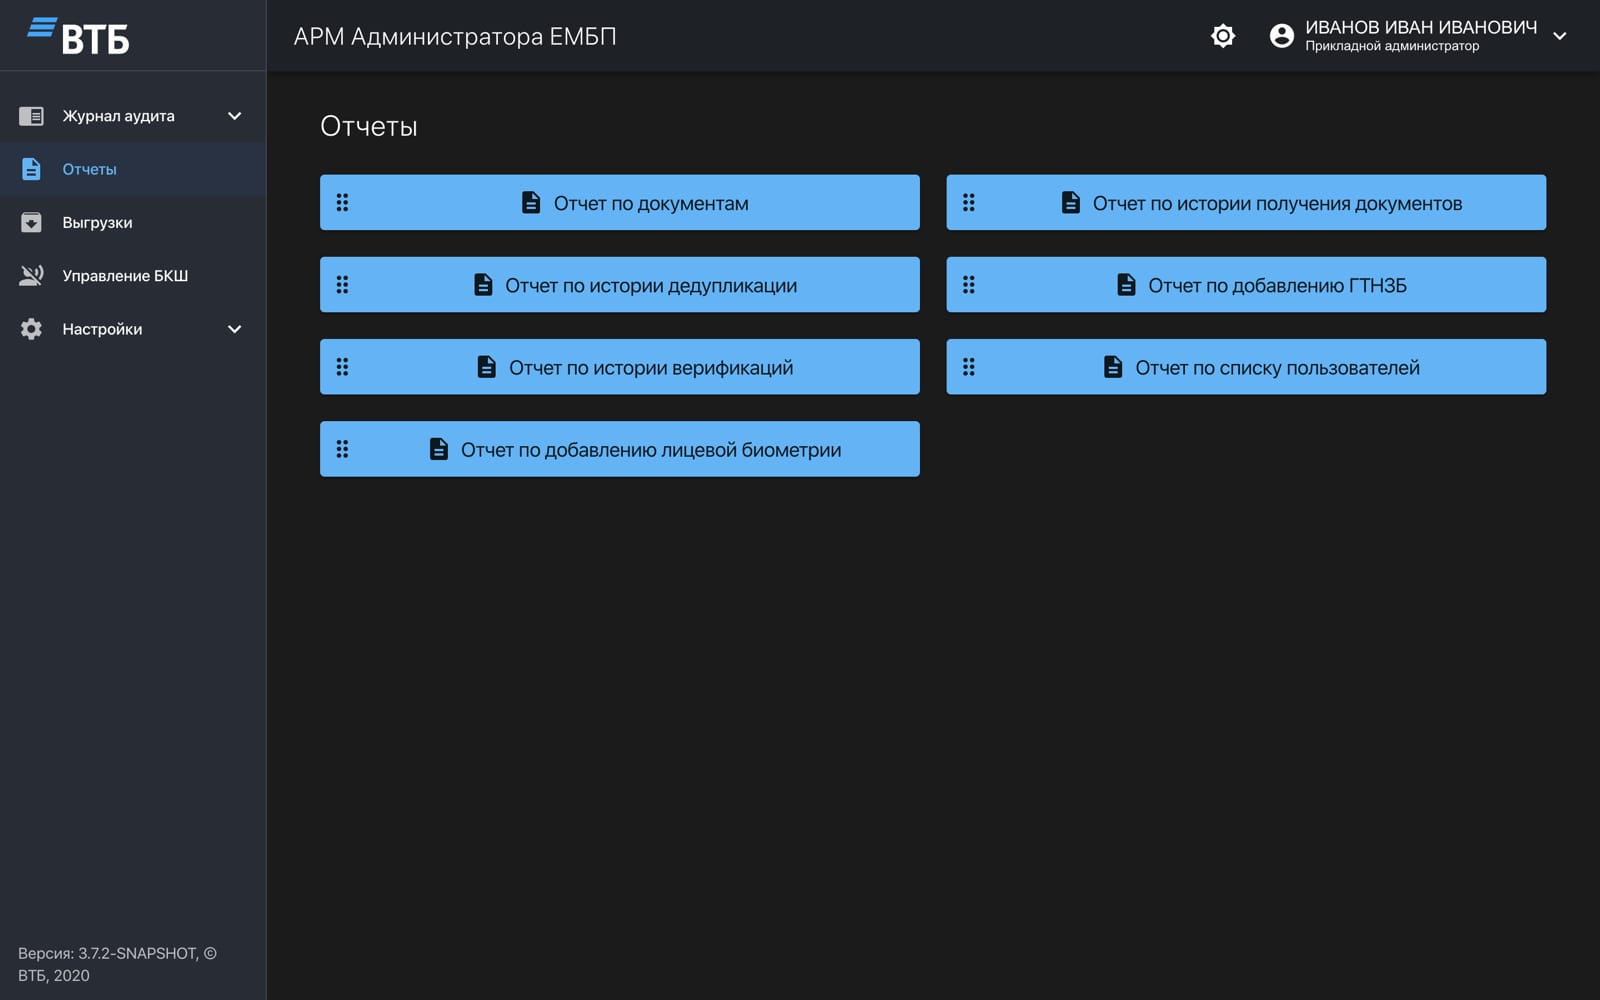 ВТБ
АРМ Администратора ЕМБП
ИВАНОВ ИВАН ИВАНОВИЧ
Прикладной администратор
Журнал аудита
Отчеты
Выгрузки
Управление БКШ
Настройки
Отчеты
Отчет по документам
Отчет по истории получения документов
Отчет по истории дедупликации
Отчет по добавлению ГТНЗБ
Отчет по истории верификаций
Отчет по списку пользователей
Отчет по добавлению лицевой биометрии
Версия: 3.7.2-SNAPSHOT, ©
ВТБ, 2020